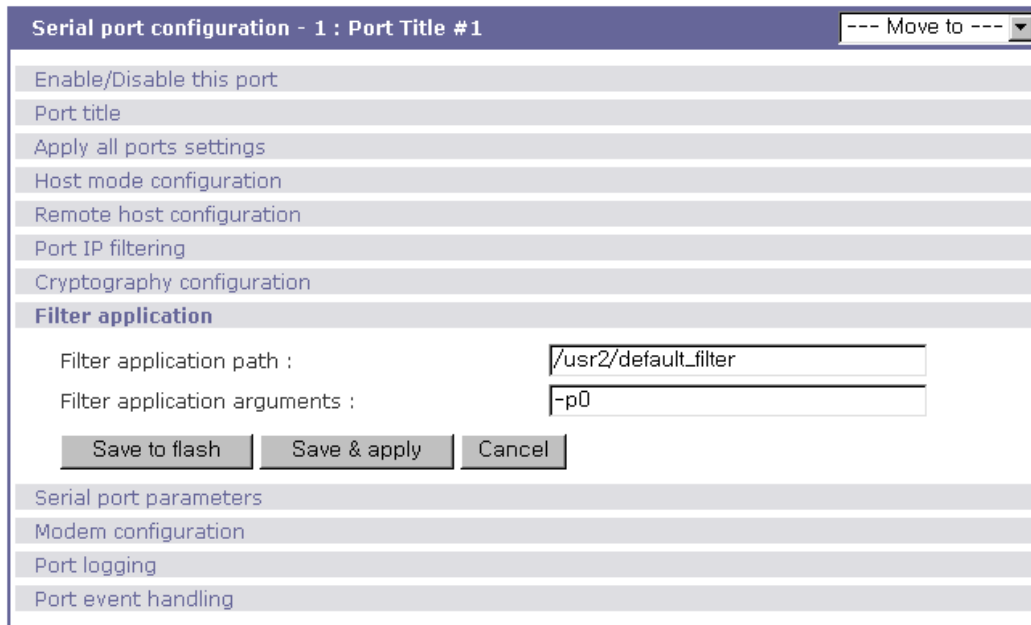 Serial port configuration - 1 : Port Title #1 --- Move to ---
Enable/Disable this port
Port title
Apply all ports settings
Host mode configuration
Remote host configuration
Port IP filtering
Cryptography configuration
Filter application
Filter application path : /usr2/default_filter
Filter application arguments : -p0
Save to flash Save & apply Cancel
Serial port parameters
Modem configuration
Port logging
Port event handling